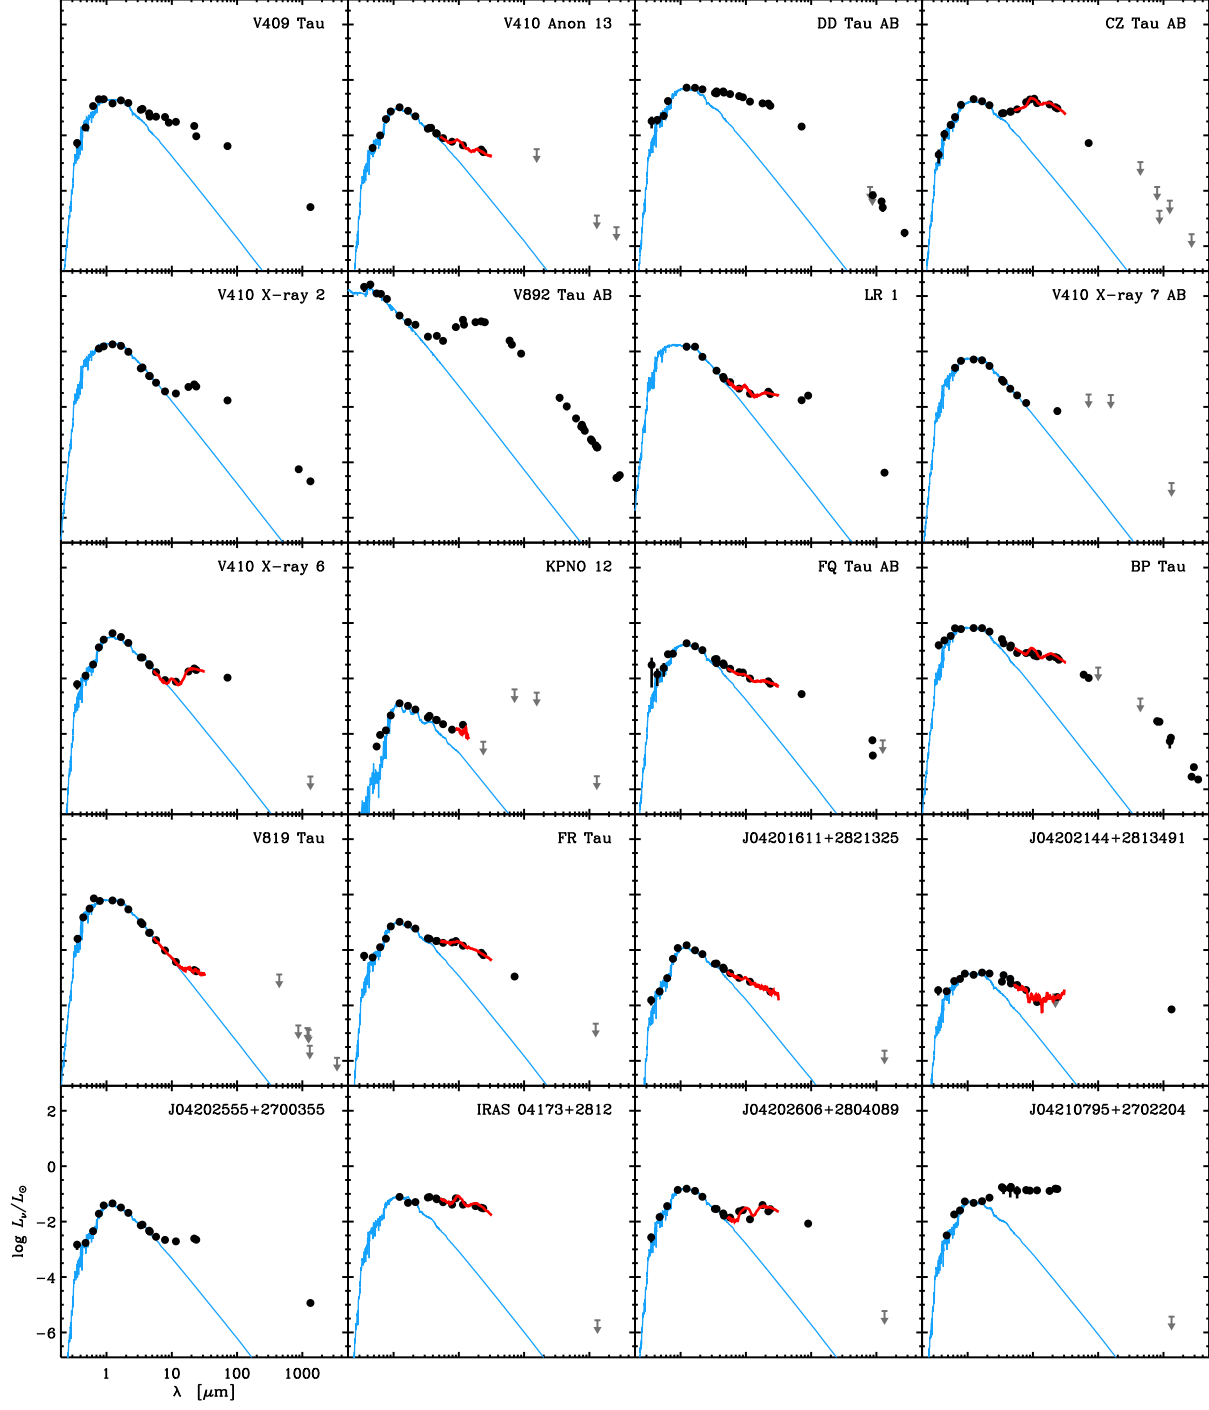 V409 Tau
V410 Anon 13
DD Tau AB
CZ Tau AB
V410 X-ray 2
V892 Tau AB
LR 1
V410 X-ray 7 AB
V410 X-ray 6
KPNO 12
FQ Tau AB
BP Tau
V819 Tau
FR Tau
J04201611+2821325
J04202144+2813491
J04202555+2700355
IRAS 04173+2812
J04202606+2804089
J04210795+2702204
2
0
−2
−4
−6
log Lν/L⊙
1 10 100 1000
λ [μm]